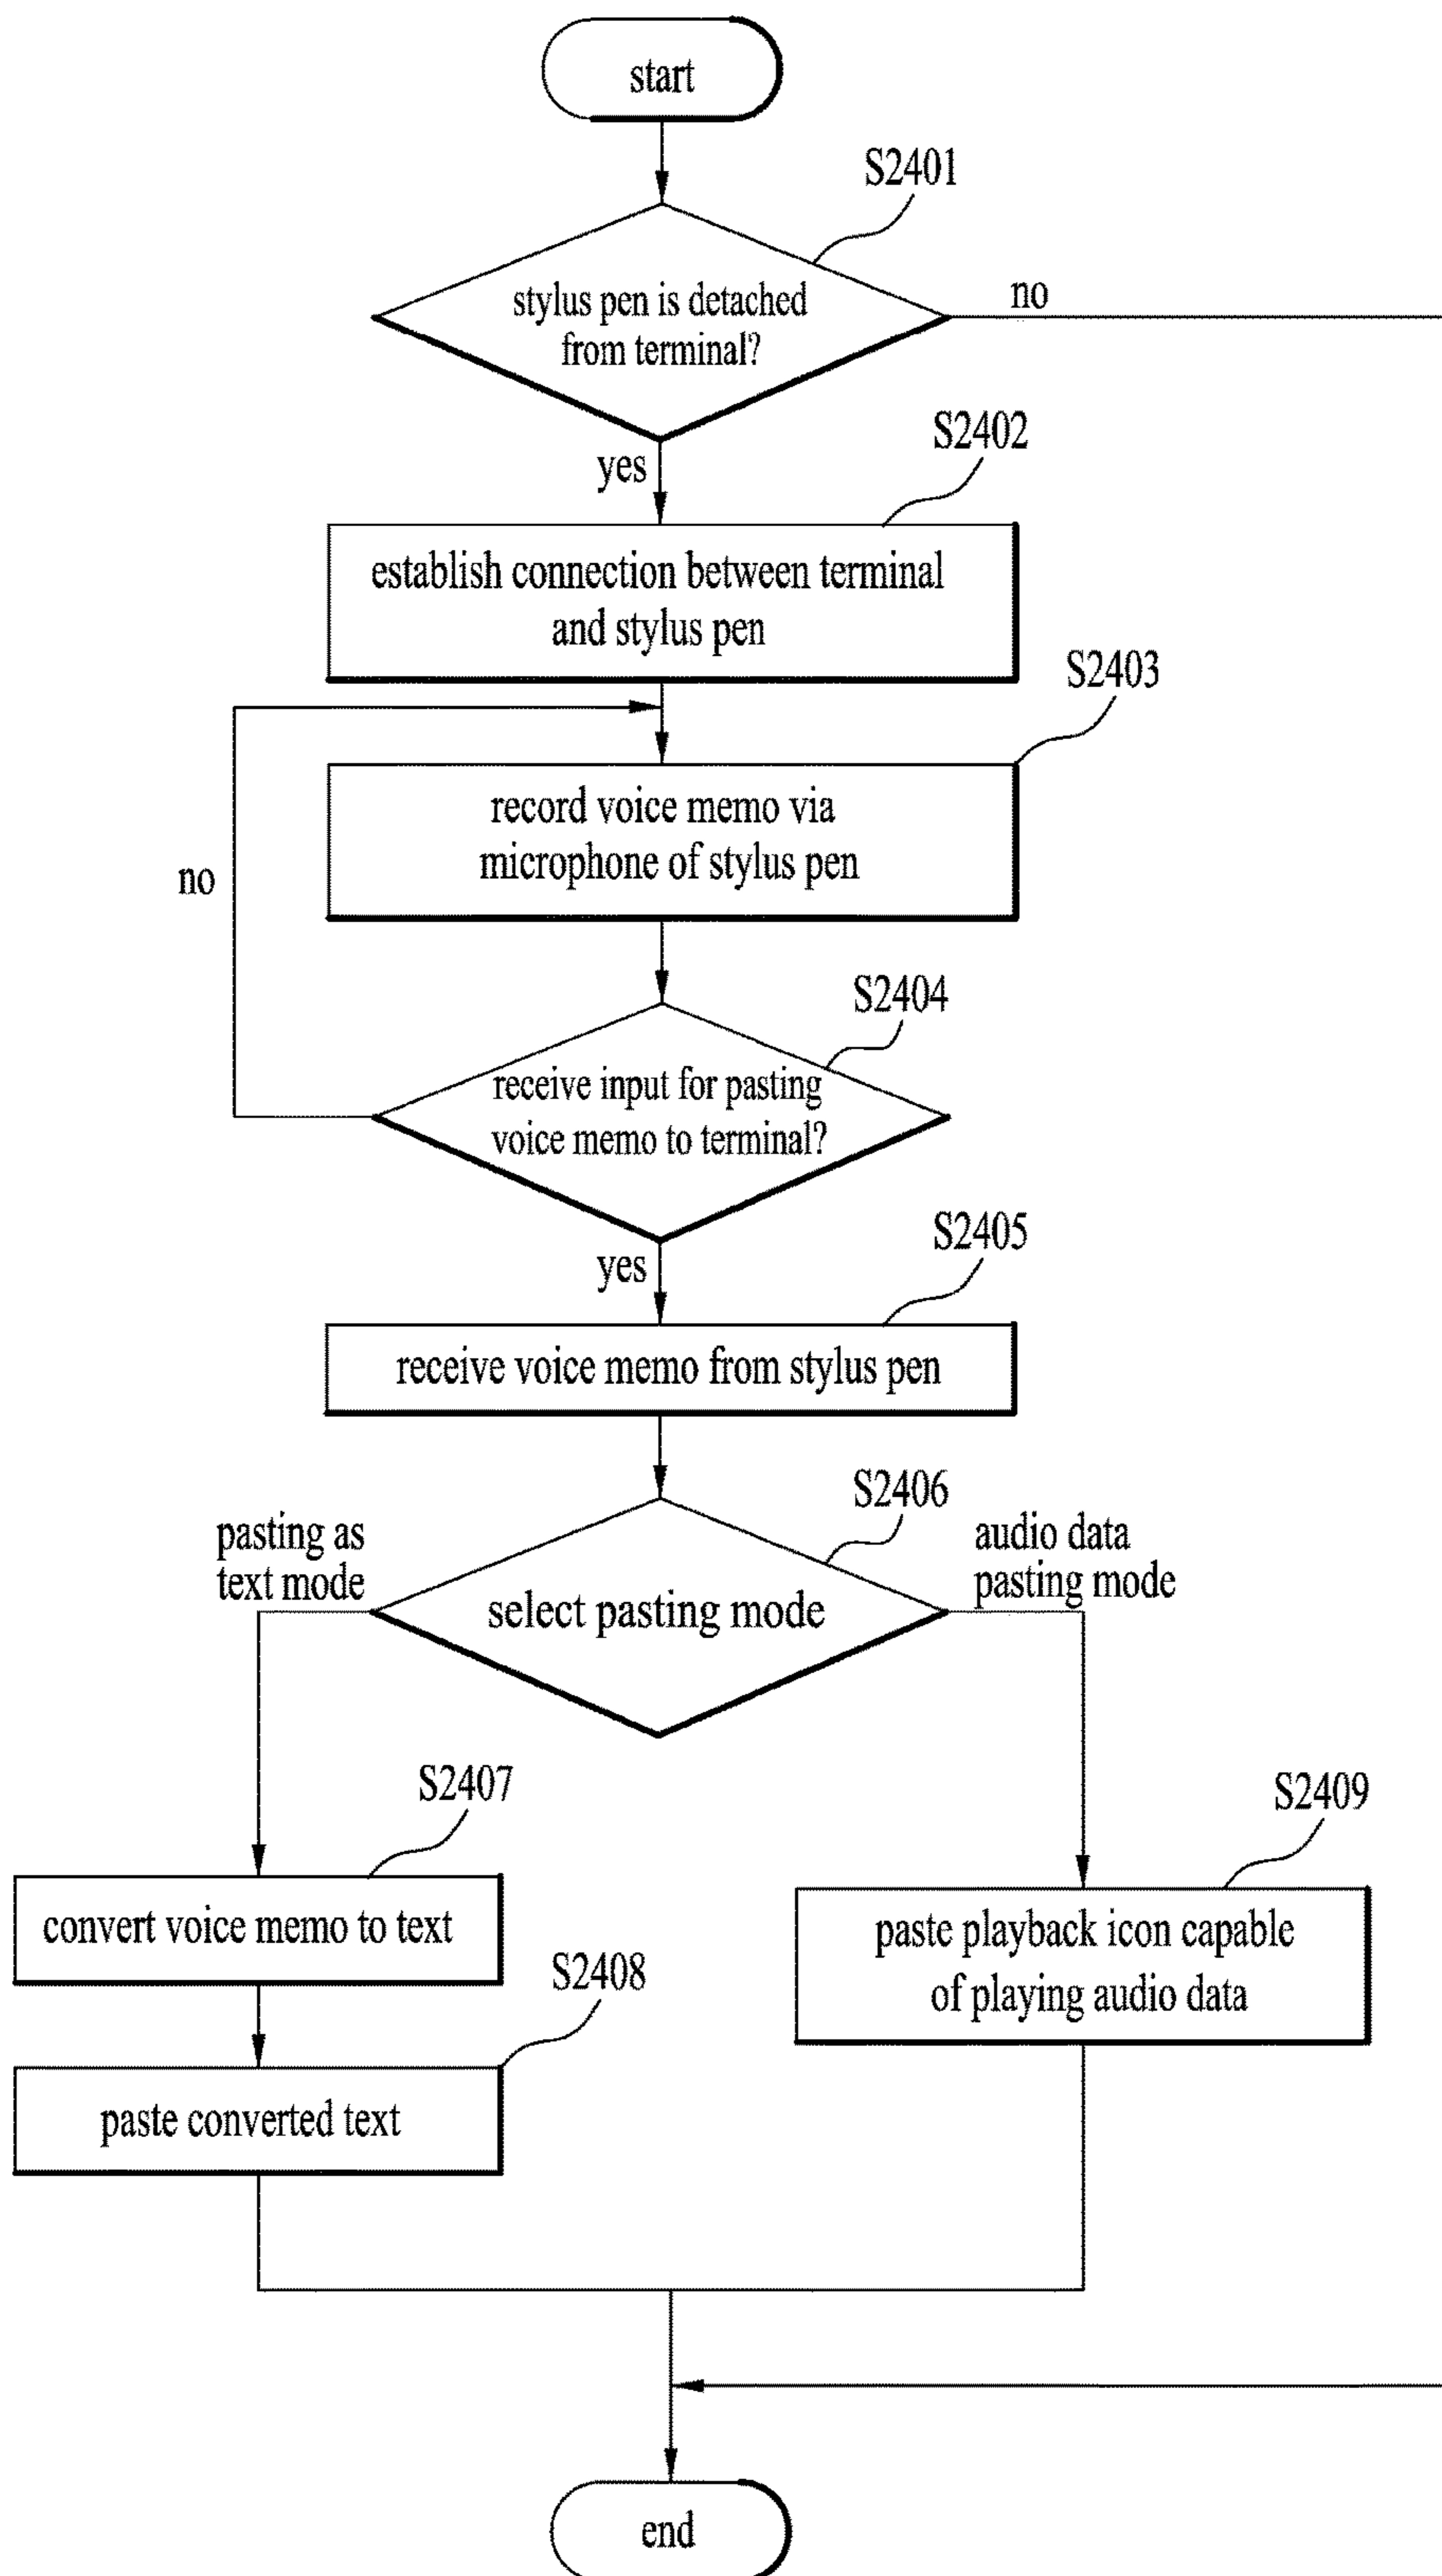 start
S2401
stylus pen is detached
from terminal?
no
yes
S2402
establish connection between terminal
and stylus pen
S2403
record voice memo via
microphone of stylus pen
no
S2404
receive input for pasting
voice memo to terminal?
yes
S2405
receive voice memo from stylus pen
S2406
pasting as
text mode
select pasting mode
audio data
pasting mode
S2407
convert voice memo to text
S2408
paste converted text
S2409
paste playback icon capable
of playing audio data
end